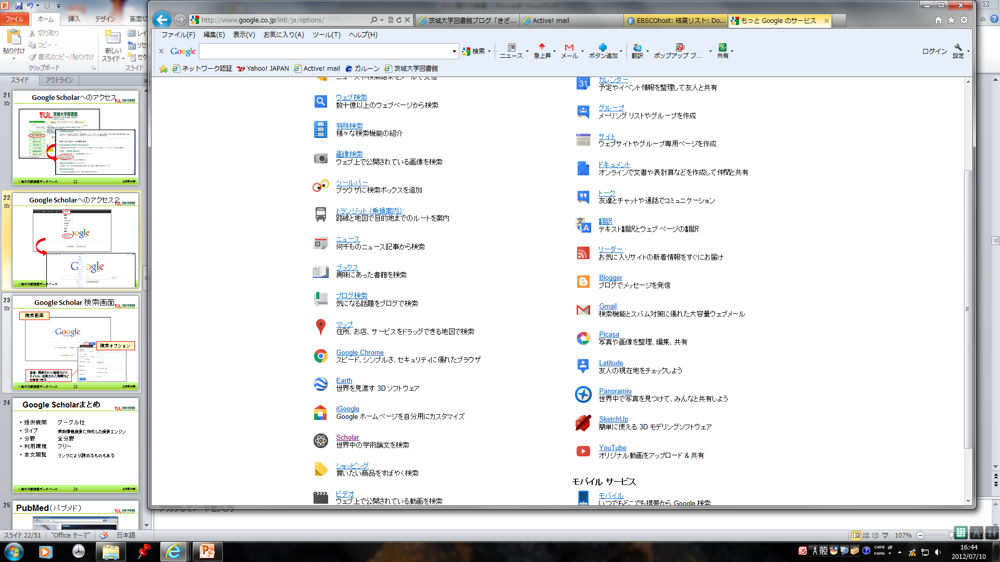 ファイル
ホーム
挿入
デザイン
画面切
貼り付け
切り取り
コピー
書式のコピー/貼り付け
クリップボード
新しい
スライド
レイ
リセ
セク
スライド
スライド
アウトライン
21
Google Scholarへのアクセス
茨城大学図書館
21
22
Google Scholarへのアクセス2
Google
Google
23
Google Scholar 検索画面
検索画面
Google
検索オプション
23
24
Google Scholarまとめ
• 提供機関 グーグル社
• タイプ 学術情報検索に特化した検索エンジン
• 分野 全分野
• 利用環境 フリー
• 本文閲覧 リンクにより読めるものもある
24
25
PubMed(パブメド)
スライド 22/51
"Office テーマ"
日本語
107%
http://www.google.co.jp/intl/ja/options/
茨城大学図書館ブログ「きざ...
Active! mail
EBSCOhost: 結果リスト: Do...
もっと Google のサービス
ファイル(F)
編集(E)
表示(V)
お気に入り(A)
ツール(T)
ヘルプ(H)
x Google
検索
ニュース
急上昇
メール
ボタン追加
翻訳
ポップアップ ブ...
共有
ログイン
設定
ネットワーク認証
Yahoo! JAPAN
Active! mail
ガルーン
茨城大学図書館
ニュースや検索結果をメールで受信
ウェブ検索
数十億以上のウェブページから検索
特殊検索
様々な検索機能の紹介
画像検索
ウェブ上で公開されている画像を検索
ツールバー
ブラウザに検索ボックスを追加
トランジット (乗換案内)
路線と地図で目的地までのルートを案内
ニュース
何千ものニュース記事から検索
ブックス
興味にあった書籍を検索
ブログ検索
気になる話題をブログで検索
マップ
住所、お店、サービスをドラッグできる地図で検索
Google Chrome
スピード、シンプルさ、セキュリティに優れたブラウザ
Earth
世界を見渡す 3D ソフトウェア
iGoogle
Google ホームページを自分用にカスタマイズ
Scholar
世界中の学術論文を検索
ショッピング
買いたい商品をすばやく検索
ビデオ
ウェブ上で公開されている動画を検索
31
カレンダー
予定やイベント情報を整理して友人と共有
グループ
メーリング リストやグループを作成
サイト
ウェブサイトやグループ専用ページを作成
ドキュメント
オンラインで文書や表計算などを作成して仲間と共有
トーク
友達とチャットや通話でコミュニケーション
翻訳
テキスト翻訳とウェブ ページの翻訳
リーダー
お気に入りサイトの新着情報をすぐにお届け
Blogger
ブログでメッセージを発信
Gmail
検索機能とスパム対策に優れた大容量ウェブメール
Picasa
写真や画像を整理、編集、共有
Latitude
友人の現在地をチェックしよう
Panoramio
世界中で写真を見つけて、みんなと共有しよう
SketchUp
簡単に使える 3D モデリングソフトウェア
YouTube
オリジナル動画をアップロード & 共有
モバイル サービス
モバイル
いつでもどこでも携帯から Google 検索
A 般
CAPS
KANA
16:44
2012/07/10